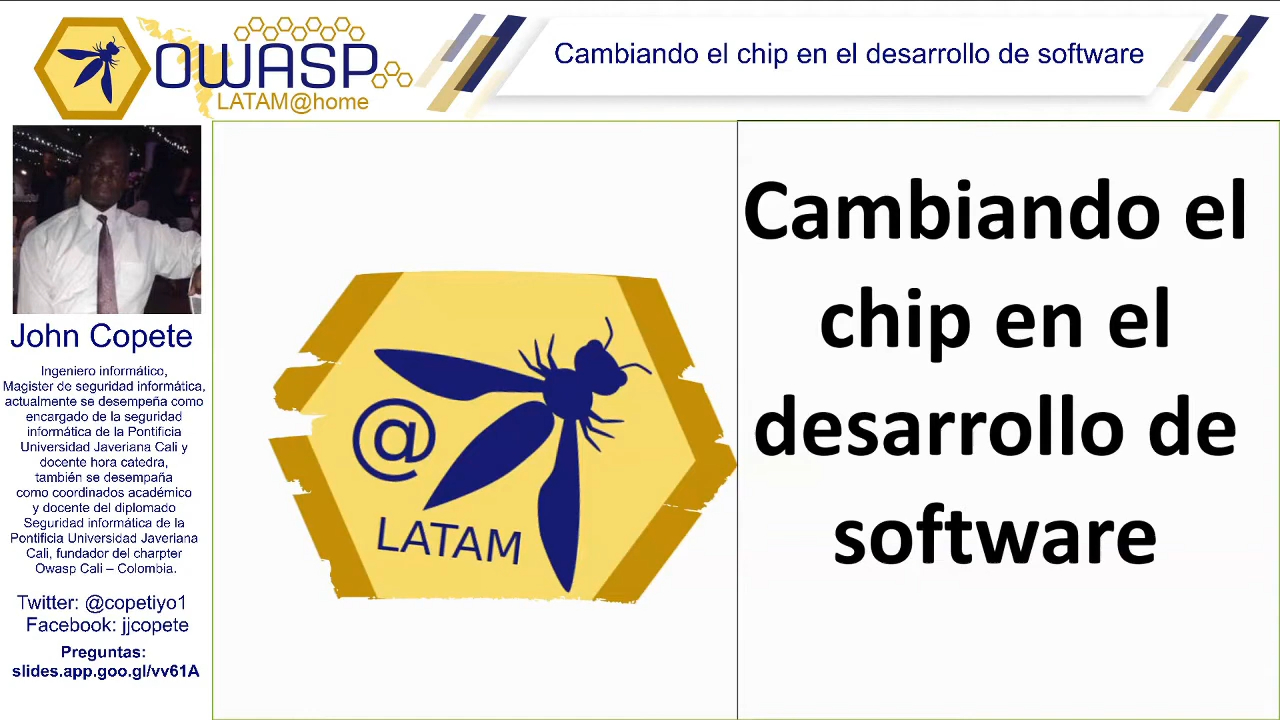 OWASP
LATAM@home
Cambiando el chip en el desarrollo de software
John Copete
Ingeniero informático,
Magister de seguridad informática,
actualmente se desempeña como
encargado de la seguridad
informática de la Pontificia
Universidad Javeriana Cali y
docente hora catedra,
también se desempaña
como coordinados académico
y docente del diplomado
Seguridad informática de la
Pontificia Universidad Javeriana
Cali, fundador del charpter
Owasp Cali – Colombia.
Twitter: @copetiyo1
Facebook: jjcopete
Preguntas:
slides.app.goo.gl/vv61A
@
LATAM
Cambiando el
chip en el
desarrollo de
software